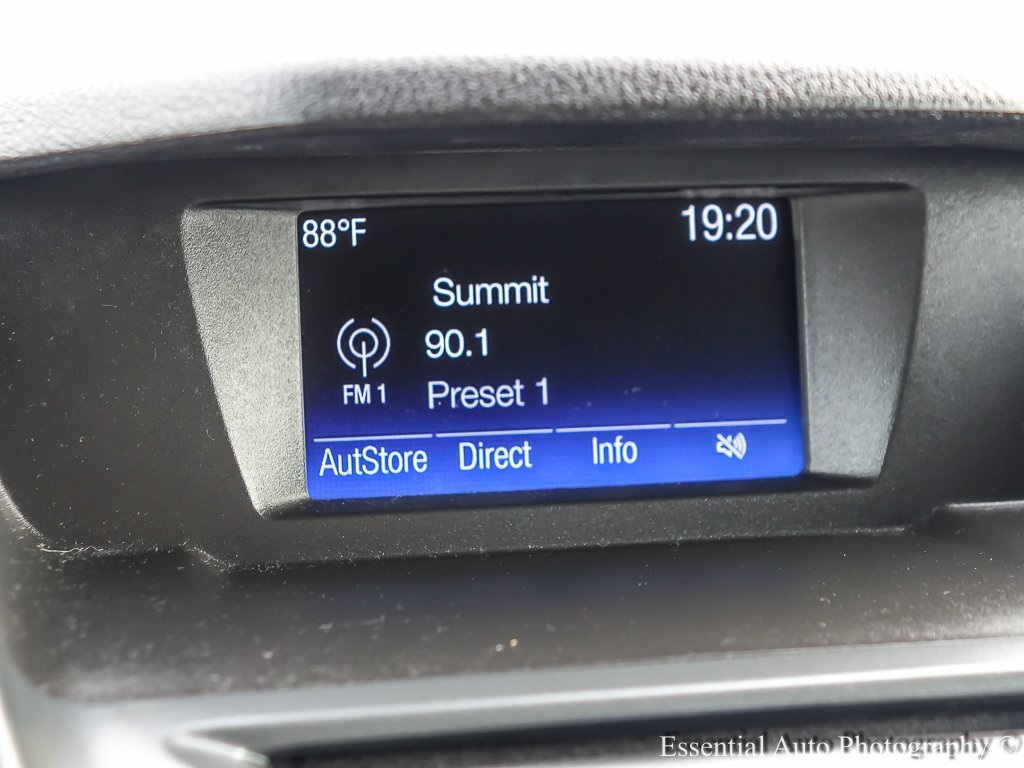 88°F 19:20
Summit
90.1
FM 1 Preset 1
AutStore Direct Info
Essential Auto Photography ©